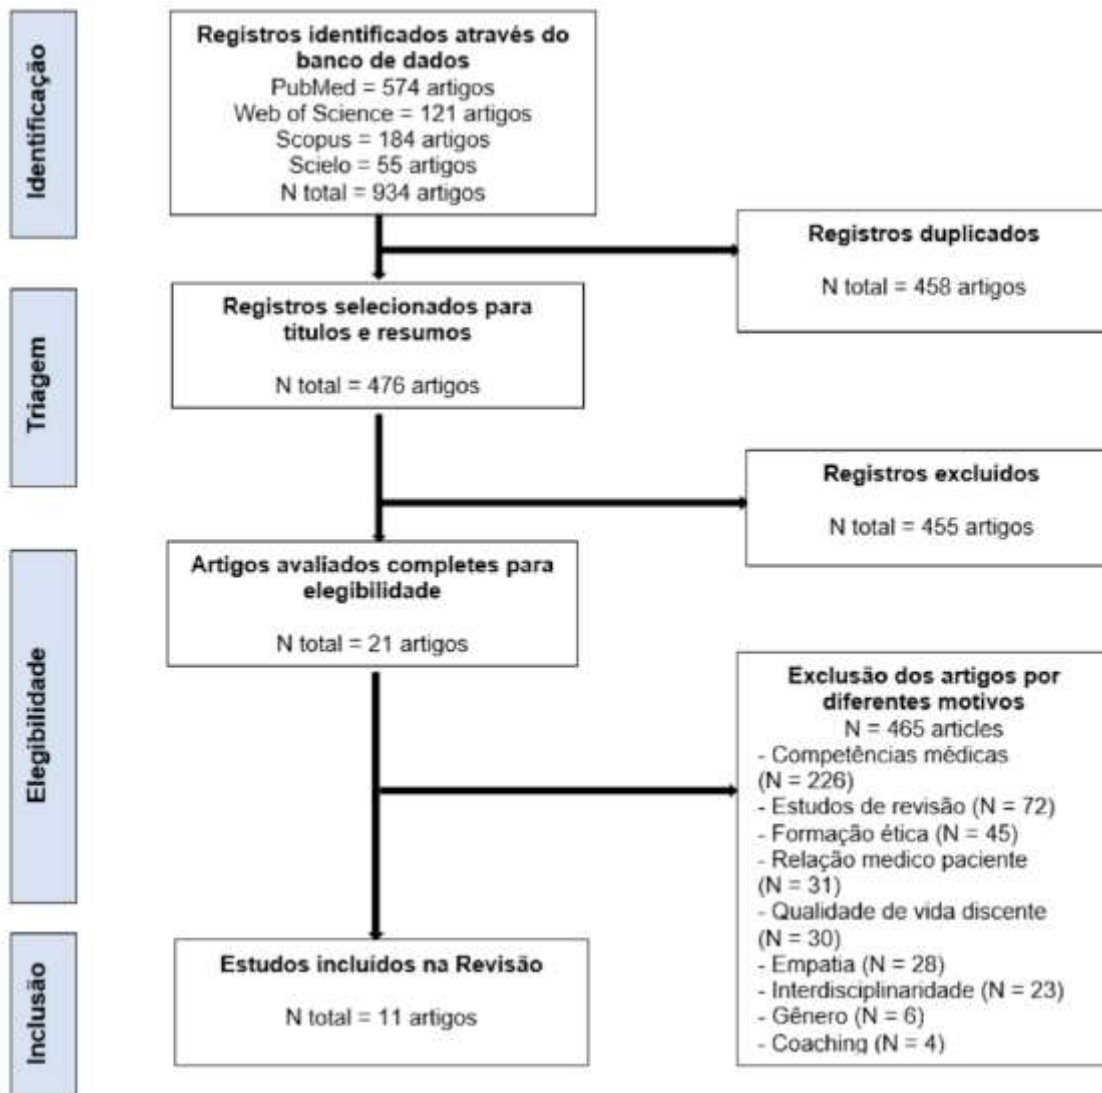 Identificação
Registros identificados através do
banco de dados
PubMed = 574 artigos
Web of Science = 121 artigos
Scopus = 184 artigos
Scielo = 55 artigos
N total = 934 artigos
Registros duplicados
N total = 458 artigos
Triagem
Registros selecionados para
titulos e resumos
N total = 476 artigos
Registros excluidos
N total = 455 artigos
Elegibilidade
Artigos avaliados completes para
elegibilidade
N total = 21 artigos
Exclusão dos artigos por
diferentes motivos
N = 465 articles
- Competências médicas
(N = 226)
- Estudos de revisão (N = 72)
- Formação ética (N = 45)
- Relação medico paciente
(N = 31)
- Qualidade de vida discente
(N = 30)
- Empatia (N = 28)
- Interdisciplinaridade (N = 23)
- Gênero (N = 6)
- Coaching (N = 4)
Inclusão
Estudos incluídos na Revisão
N total = 11 artigos